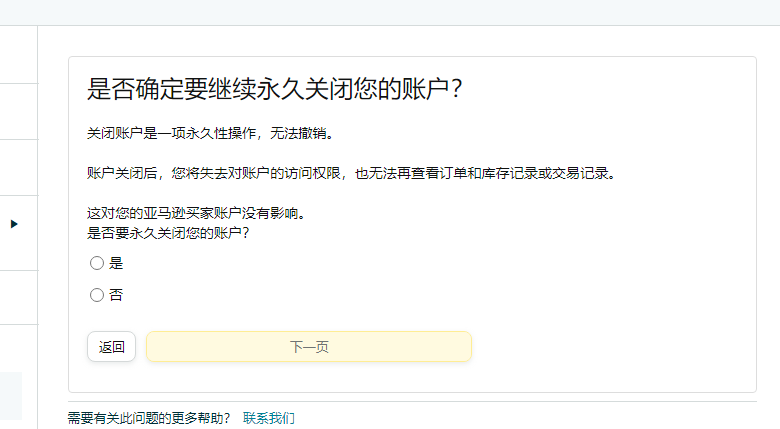 是否确定要继续永久关闭您的账户？
关闭账户是一项永久性操作，无法撤销。
账户关闭后，您将失去对账户的访问权限，也无法再查看订单和库存记录或交易记录。
这对您的亚马逊买家账户没有影响。
是否要永久关闭您的账户？
是
否
返回 下一页
需要有关此问题的更多帮助？ 联系我们